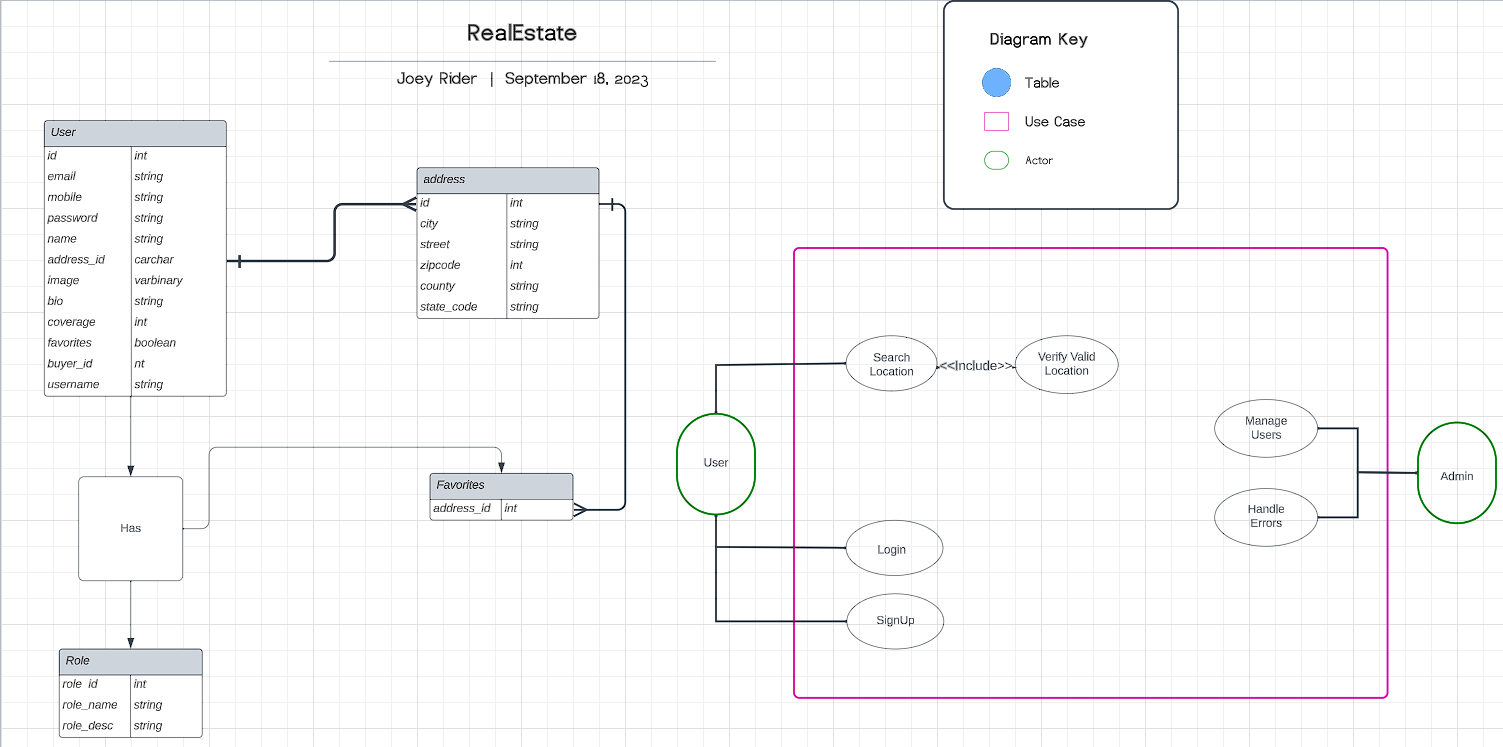 RealEstate
Joey Rider | September 18, 2023
Diagram Key
Table
Use Case
Actor
User
id int
email string
mobile string
password string
name string
address_id carchar
image varbinary
bio string
coverage int
favorites boolean
buyer_id nt
username string
address
id int
city string
street string
zipcode int
county string
state_code string
Has
Favorites
address_id int
Role
role_id int
role_name string
role_desc string
User
Search
Location
<<Include>>
Verify Valid
Location
Login
SignUp
Manage
Users
Handle
Errors
Admin